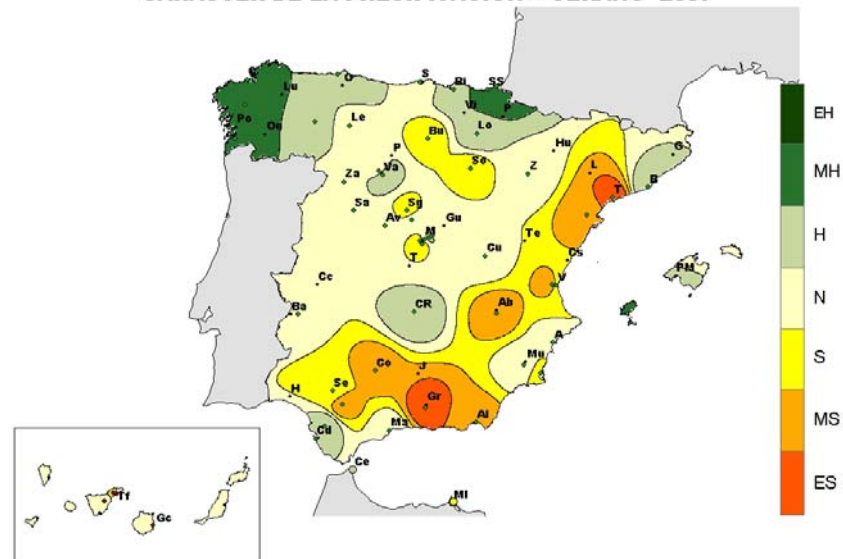 C Lu O S Bi SS
Po Ou Le Vi P
Bu Lo
P Hu
Za Va So Z L G
Sa Sg T B
Av Gu
M Te
T Cu Cs
Cc V PM
Ba CR Ab
A
Mu
Co J
H Se
Gr
Cd Ma Al
Ce
Tf Ml
Gc
EH
MH
H
N
S
MS
ES